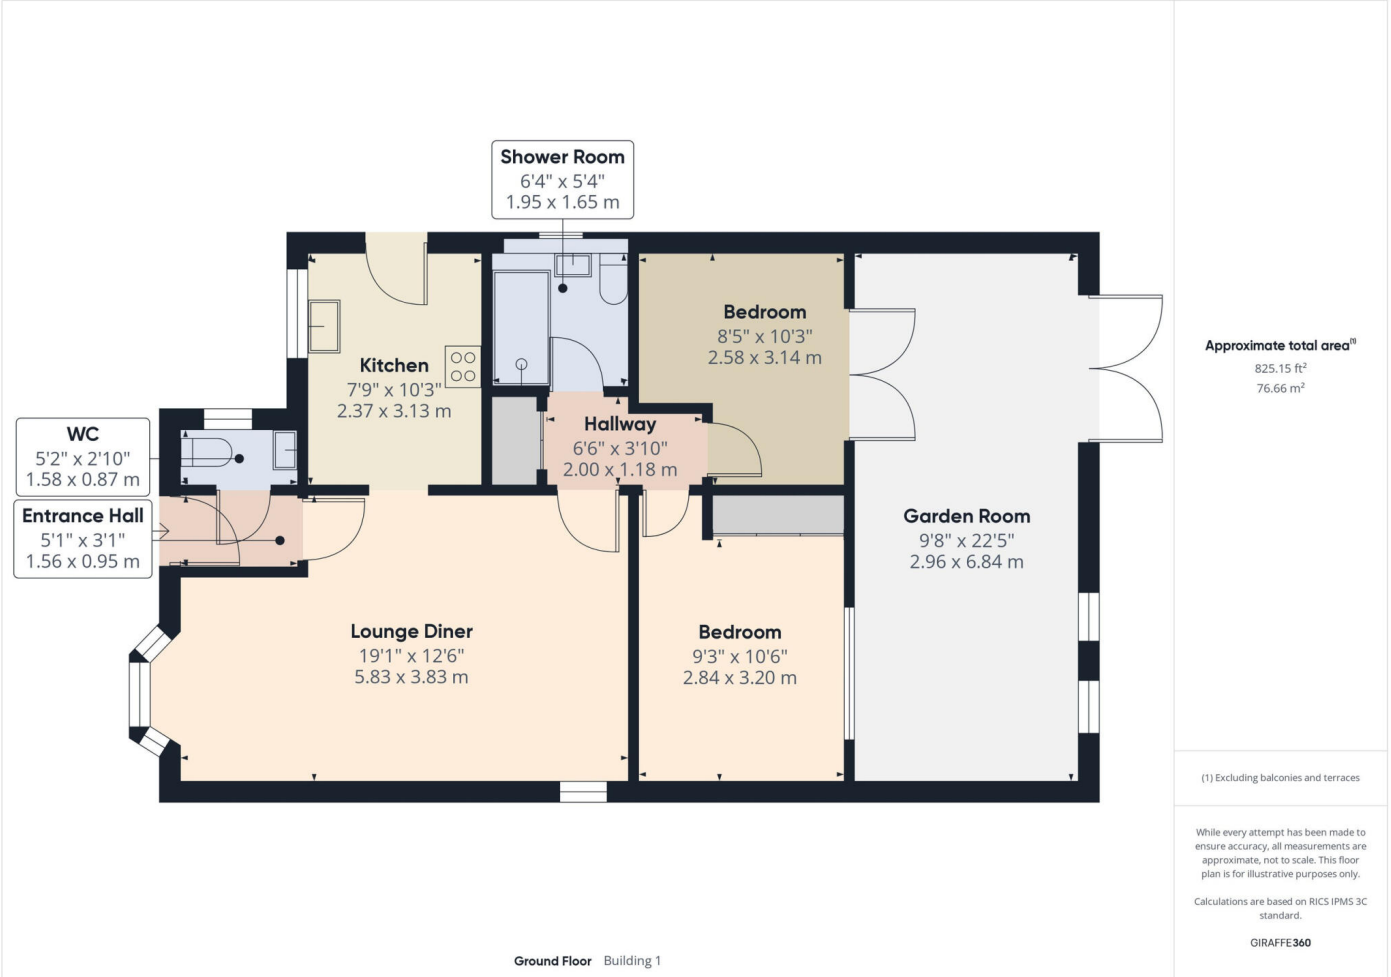 Shower Room
6'4" x 5'4"
1.95 x 1.65 m
Kitchen
7'9" x 10'3"
2.37 x 3.13 m
Bedroom
8'5" x 10'3"
2.58 x 3.14 m
WC
5'2" x 2'10"
1.58 x 0.87 m
Hallway
6'6" x 3'10"
2.00 x 1.18 m
Entrance Hall
5'1" x 3'1"
1.56 x 0.95 m
Garden Room
9'8" x 22'5"
2.96 x 6.84 m
Lounge Diner
19'1" x 12'6"
5.83 x 3.83 m
Bedroom
9'3" x 10'6"
2.84 x 3.20 m
Ground Floor Building 1
Approximate total area⁽¹⁾
825.15 ft²
76.66 m²
(1) Excluding balconies and terraces
While every attempt has been made to
ensure accuracy, all measurements are
approximate, not to scale. This floor
plan is for illustrative purposes only.
Calculations are based on RICS IPMS 3C
standard.
GIRAFFE360